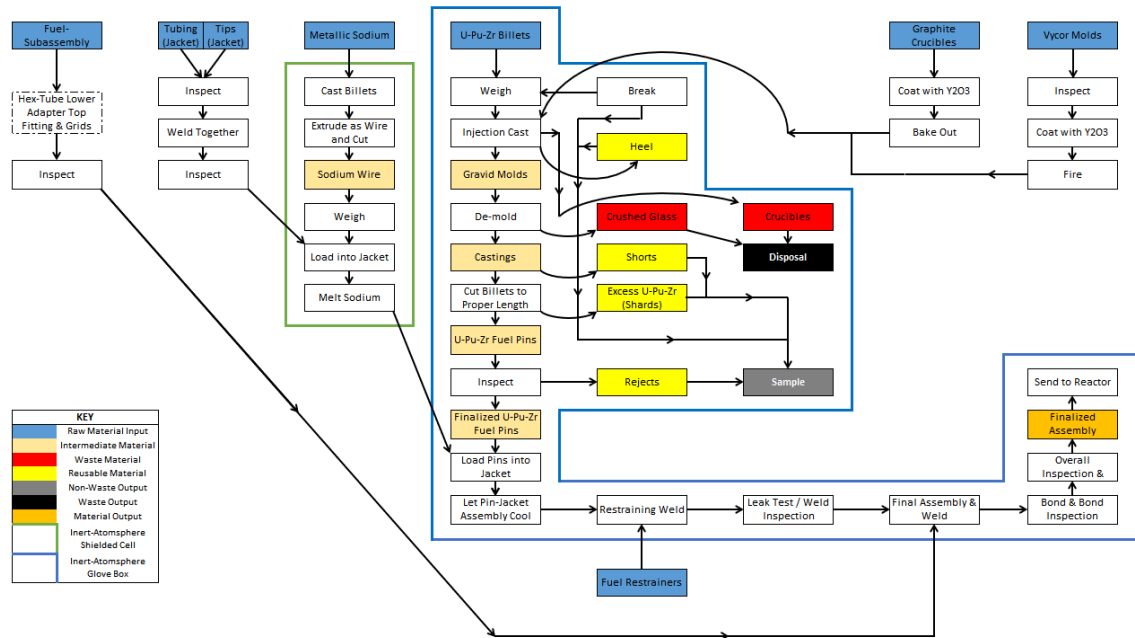 Fuel-
Subassembly
Tubing
(Jacket)
Tips
(Jacket)
Metallic Sodium
U-Pu-Zr Billets
Graphite
Crucibles
Vycor Molds
Hex-Tube Lower
Adapter Top
Fitting & Grids
Inspect
Inspect
Weld Together
Inspect
Cast Billets
Extrude as Wire
and Cut
Sodium Wire
Weigh
Load into Jacket
Melt Sodium
Weigh
Break
Injection Cast
Heel
Gravid Molds
De-mold
Crushed Glass
Crucibles
Castings
Shorts
Disposal
Cut Billets to
Proper Length
Excess U-Pu-Zr
(Shards)
U-Pu-Zr Fuel Pins
Inspect
Rejects
Sample
Finalized U-Pu-Zr
Fuel Pins
Load Pins into
Jacket
Let Pin-Jacket
Assembly Cool
Restraining Weld
Leak Test / Weld
Inspection
Final Assembly &
Weld
Bond & Bond
Inspection
Overall
Inspection &
Finalized
Assembly
Send to Reactor
Coat with Y2O3
Bake Out
Inspect
Coat with Y2O3
Fire
Fuel Restrainers
KEY
Raw Material Input
Intermediate Material
Waste Material
Reusable Material
Non-Waste Output
Waste Output
Material Output
Inert-Atomsphere
Shielded Cell
Inert-Atomsphere
Glove Box